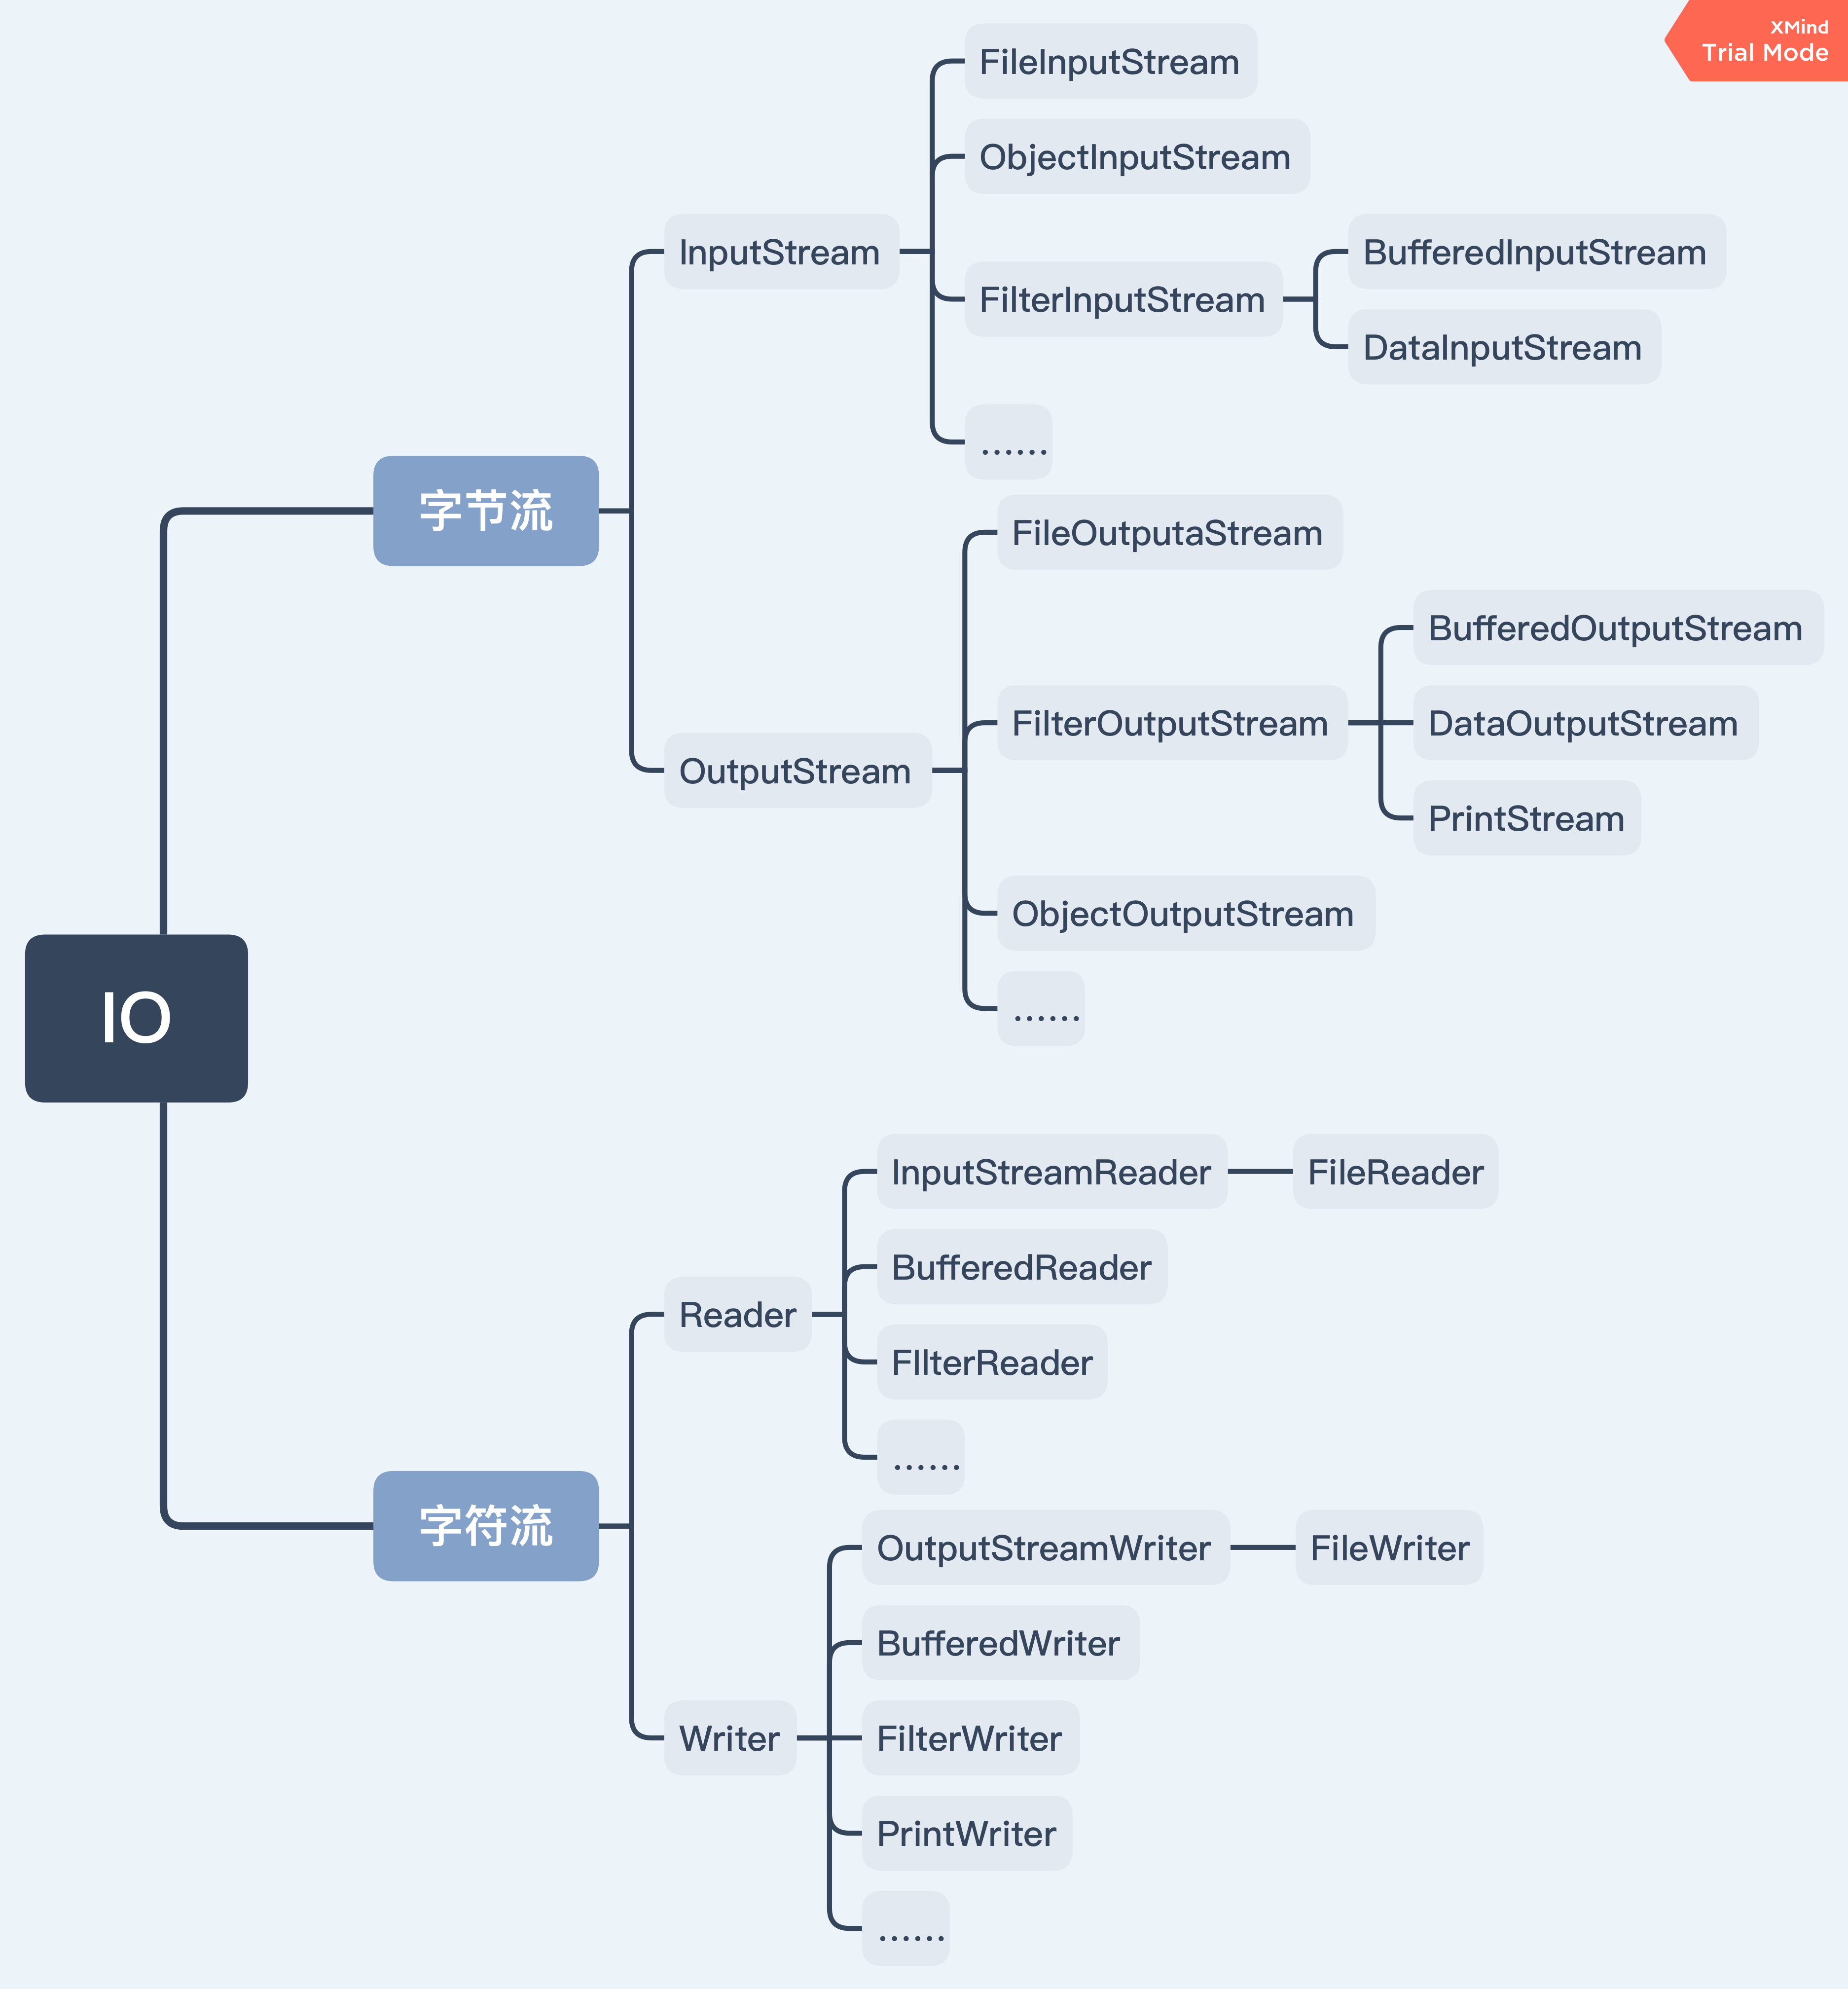 XMind
Trial Mode
IO
字节流
InputStream
FileInputStream
ObjectInputStream
FilterInputStream
BufferedInputStream
DataInputStream
......
OutputStream
FileOutputaStream
FilterOutputStream
BufferedOutputStream
DataOutputStream
PrintStream
ObjectOutputStream
......
字符流
Reader
InputStreamReader
FileReader
BufferedReader
FIlterReader
......
Writer
OutputStreamWriter
FileWriter
BufferedWriter
FilterWriter
PrintWriter
......